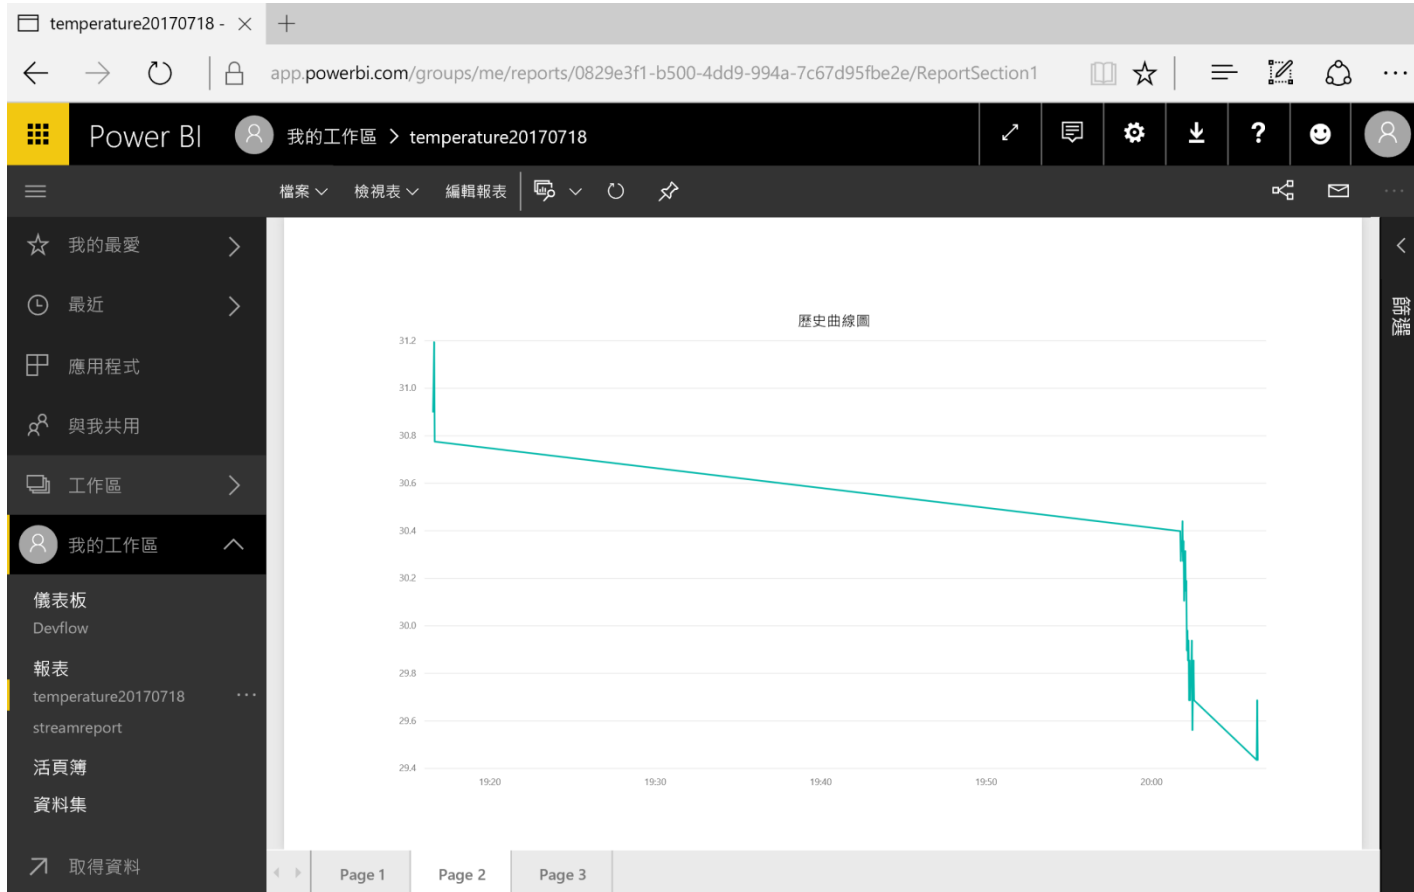 temperature20170718 -
app.powerbi.com/groups/me/reports/0829e3f1-b500-4dd9-994a-7c67d95fbe2e/ReportSection1
Power BI 我的工作區 > temperature20170718
檔案 檢視表 編輯報表
我的最愛
最近
應用程式
與我共用
工作區
我的工作區
儀表板
Devflow
報表
temperature20170718
streamreport
活頁簿
資料集
取得資料
歷史曲線圖
31.2
31.0
30.8
30.6
30.4
30.2
30.0
29.8
29.6
29.4
19:20 19:30 19:40 19:50 20:00
篩選
Page 1 Page 2 Page 3